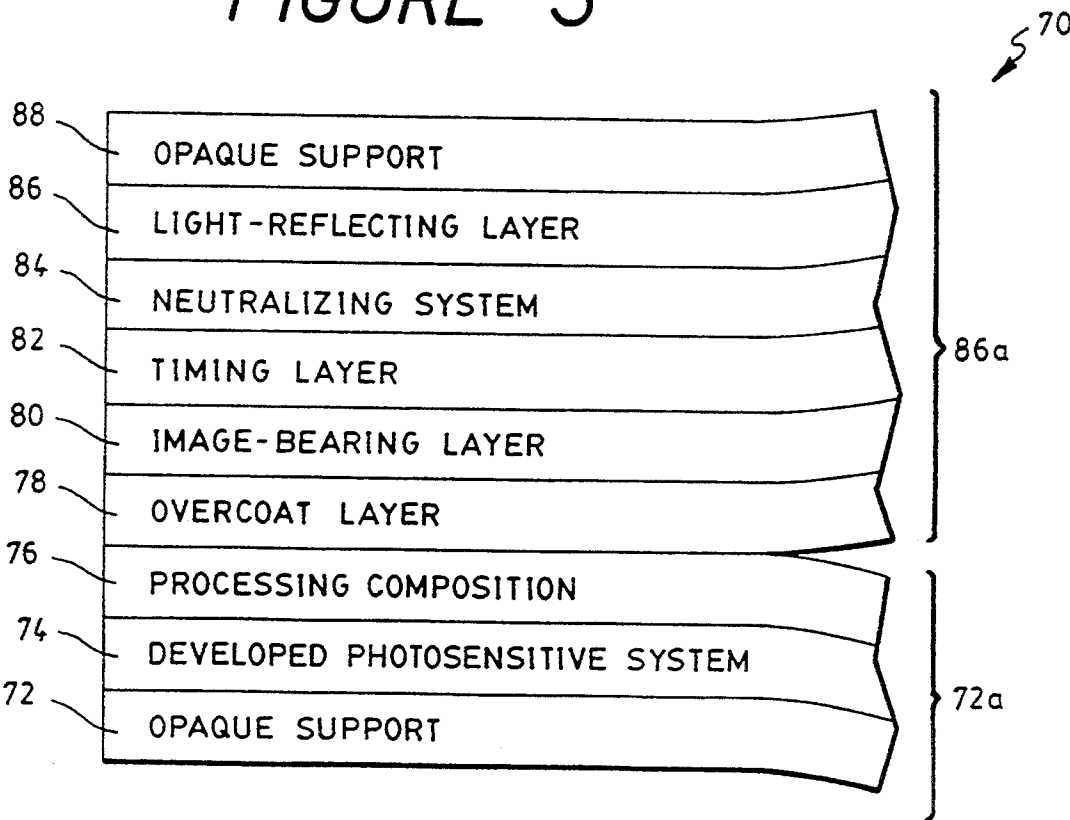 FIGURE 3
70
88 OPAQUE SUPPORT
86 LIGHT-REFLECTING LAYER
84 NEUTRALIZING SYSTEM
82 TIMING LAYER
86a
80 IMAGE-BEARING LAYER
78 OVERCOAT LAYER
76 PROCESSING COMPOSITION
74 DEVELOPED PHOTOSENSITIVE SYSTEM
72a
72 OPAQUE SUPPORT